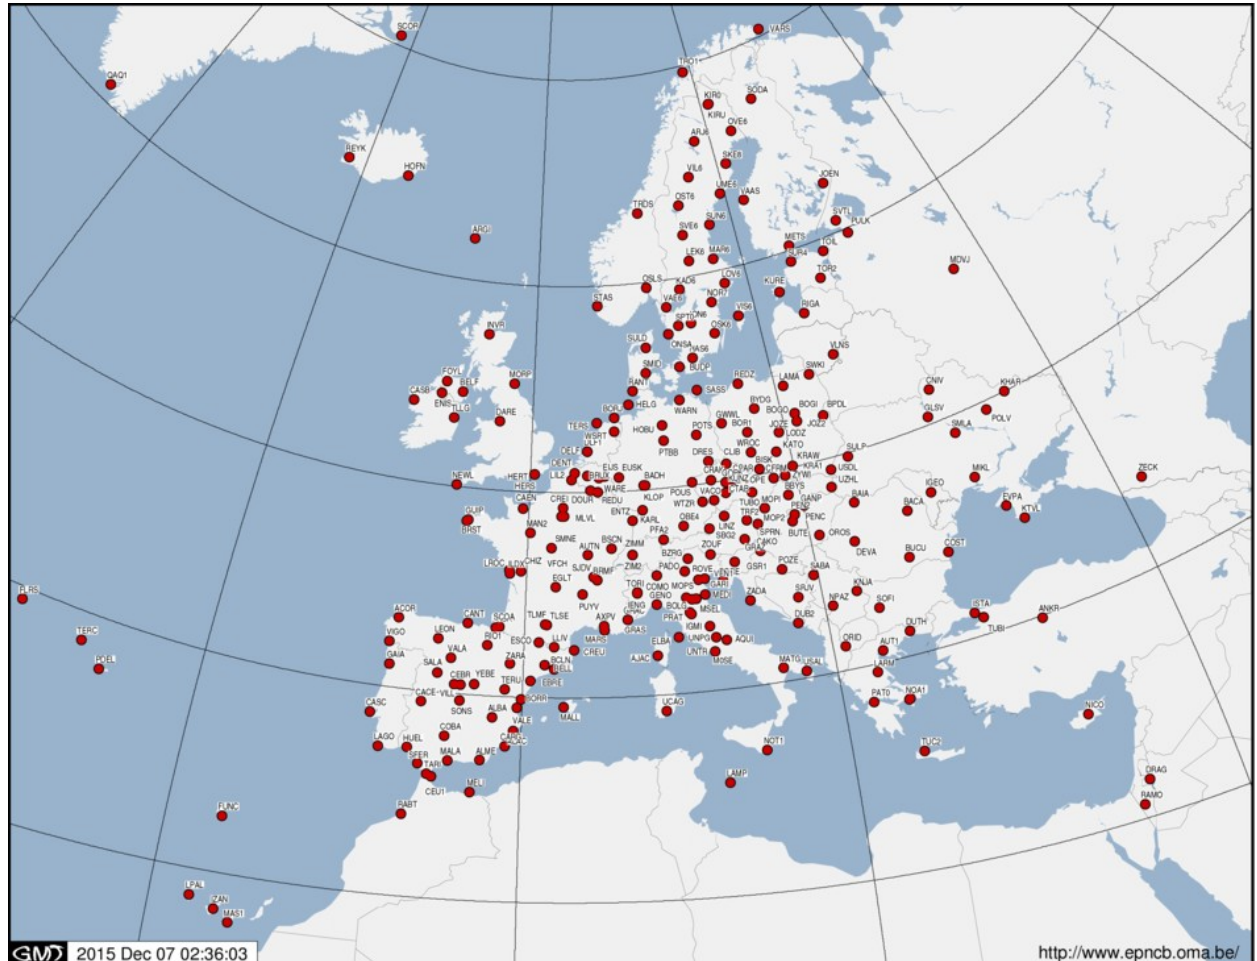 SCOR
VARS
QAQ1
TRO1
KIR0
SODA
KIRU
OVE6
ARJ6
REYK
HOFN
SKE8
VIL6
JOEN
UME6
VAAS
OST6
TRDS
SVTL
PULK
SUN6
ARGI
SVE6
METS
TOIL
LEK6
MAR6
SUR4
MDVJ
TOR2
OSLS
KAD6
LOV6
KURE
STAS
VAE6
NOR7
VIS6
RIGA
SPT0
OSK6
INVR
SULD
ONSA
HAS6
VLNS
SMID
BUDP
SWKI
FOYL
MORP
RANT
SASS
REDZ
LAMA
CNIV
KHAR
CASB
BELF
ENIS
TLLG
DARE
HELG
WARN
BORJ
BYDG
BOGO
BOGI
BPDL
GLSV
POLV
TERS
WSRT
HOBU
POTS
GWWL
BOR1
JOZE
JOZ2
LODZ
SMLA
PTBB
WROC
KATO
DELF
DRES
CLIB
BISK
KRAW
KRA1
SULP
NEWL
HERT
HERS
DENT
LILZ
BRUX
EIJS
EUSK
BADH
CPAR
CFRM
ZYWI
USDL
UZHL
MIKL
ZECK
CAEN
CREI
DOUR
WARE
REDU
KLOP
POUS
WTZR
VACO
KUNZ
CTAB
BBYS
MOPI
GANP
BAIA
IGEO
BACA
EVPA
KTVL
GUIP
BRST
MAN2
MLVL
ENTZ
KARL
OBE4
LINZ
TUBO
TRF2
MOP2
PEN2
PENC
BUTE
OROS
PFA2
SBG2
SPRN
SMNE
AUTN
BSCN
ZIMM
ZIM2
ZOUF
GRAZ
DEVA
BUCU
COST
LROC
ILDX
CHIZ
VFCH
SJDV
BZRG
PADO
GSR1
POZE
SABA
FLRS
TERC
PDEL
EGLT
PUYV
TORI
COMO
ROVE
IENG
GENO
MOPS
GARI
MEDI
ZADA
SRJV
NPAZ
KNJA
SOFI
ISTA
TUBI
ANKR
ACOR
CANT
SCOA
TLMF
TLSE
AXPV
GRAS
BOLG
MSEL
PRAT
IGMI
DUB2
VIGO
LEON
RIO1
ESCO
LLIV
MARS
CREU
ELBA
UNPG
AQUI
UNTR
M0SE
ORID
AUT1
DUTH
GAIA
VALA
ZARA
BCLN
BELL
AJAC
MATG
USAL
LARM
SALA
CEBR
YEBE
TERU
EBRE
CACE
VILL
SONS
BORR
MALL
UCAG
PAT0
NOA1
CASC
ALBA
VALE
NICO
LAGO
HUEL
COBA
NOT1
TUC2
SFER
MALA
ALME
TARI
CEU1
MELI
LAMP
DRAG
RAMO
RABT
FUNC
LPAL
MAS1
GMD 2015 Dec 07 02:36:03
http://www.epncb.oma.be/